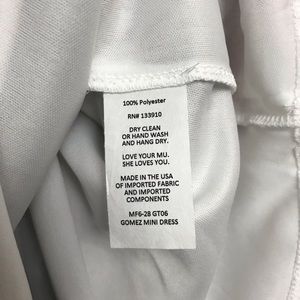 100% Polyester
RN# 133910
DRY CLEAN
OR HAND WASH
AND HANG DRY.
LOVE YOUR MU.
SHE LOVES YOU.
MADE IN THE USA
OF IMPORTED FABRIC
AND IMPORTED
COMPONENTS
MF6-28 GT06
GOMEZ MINI DRESS